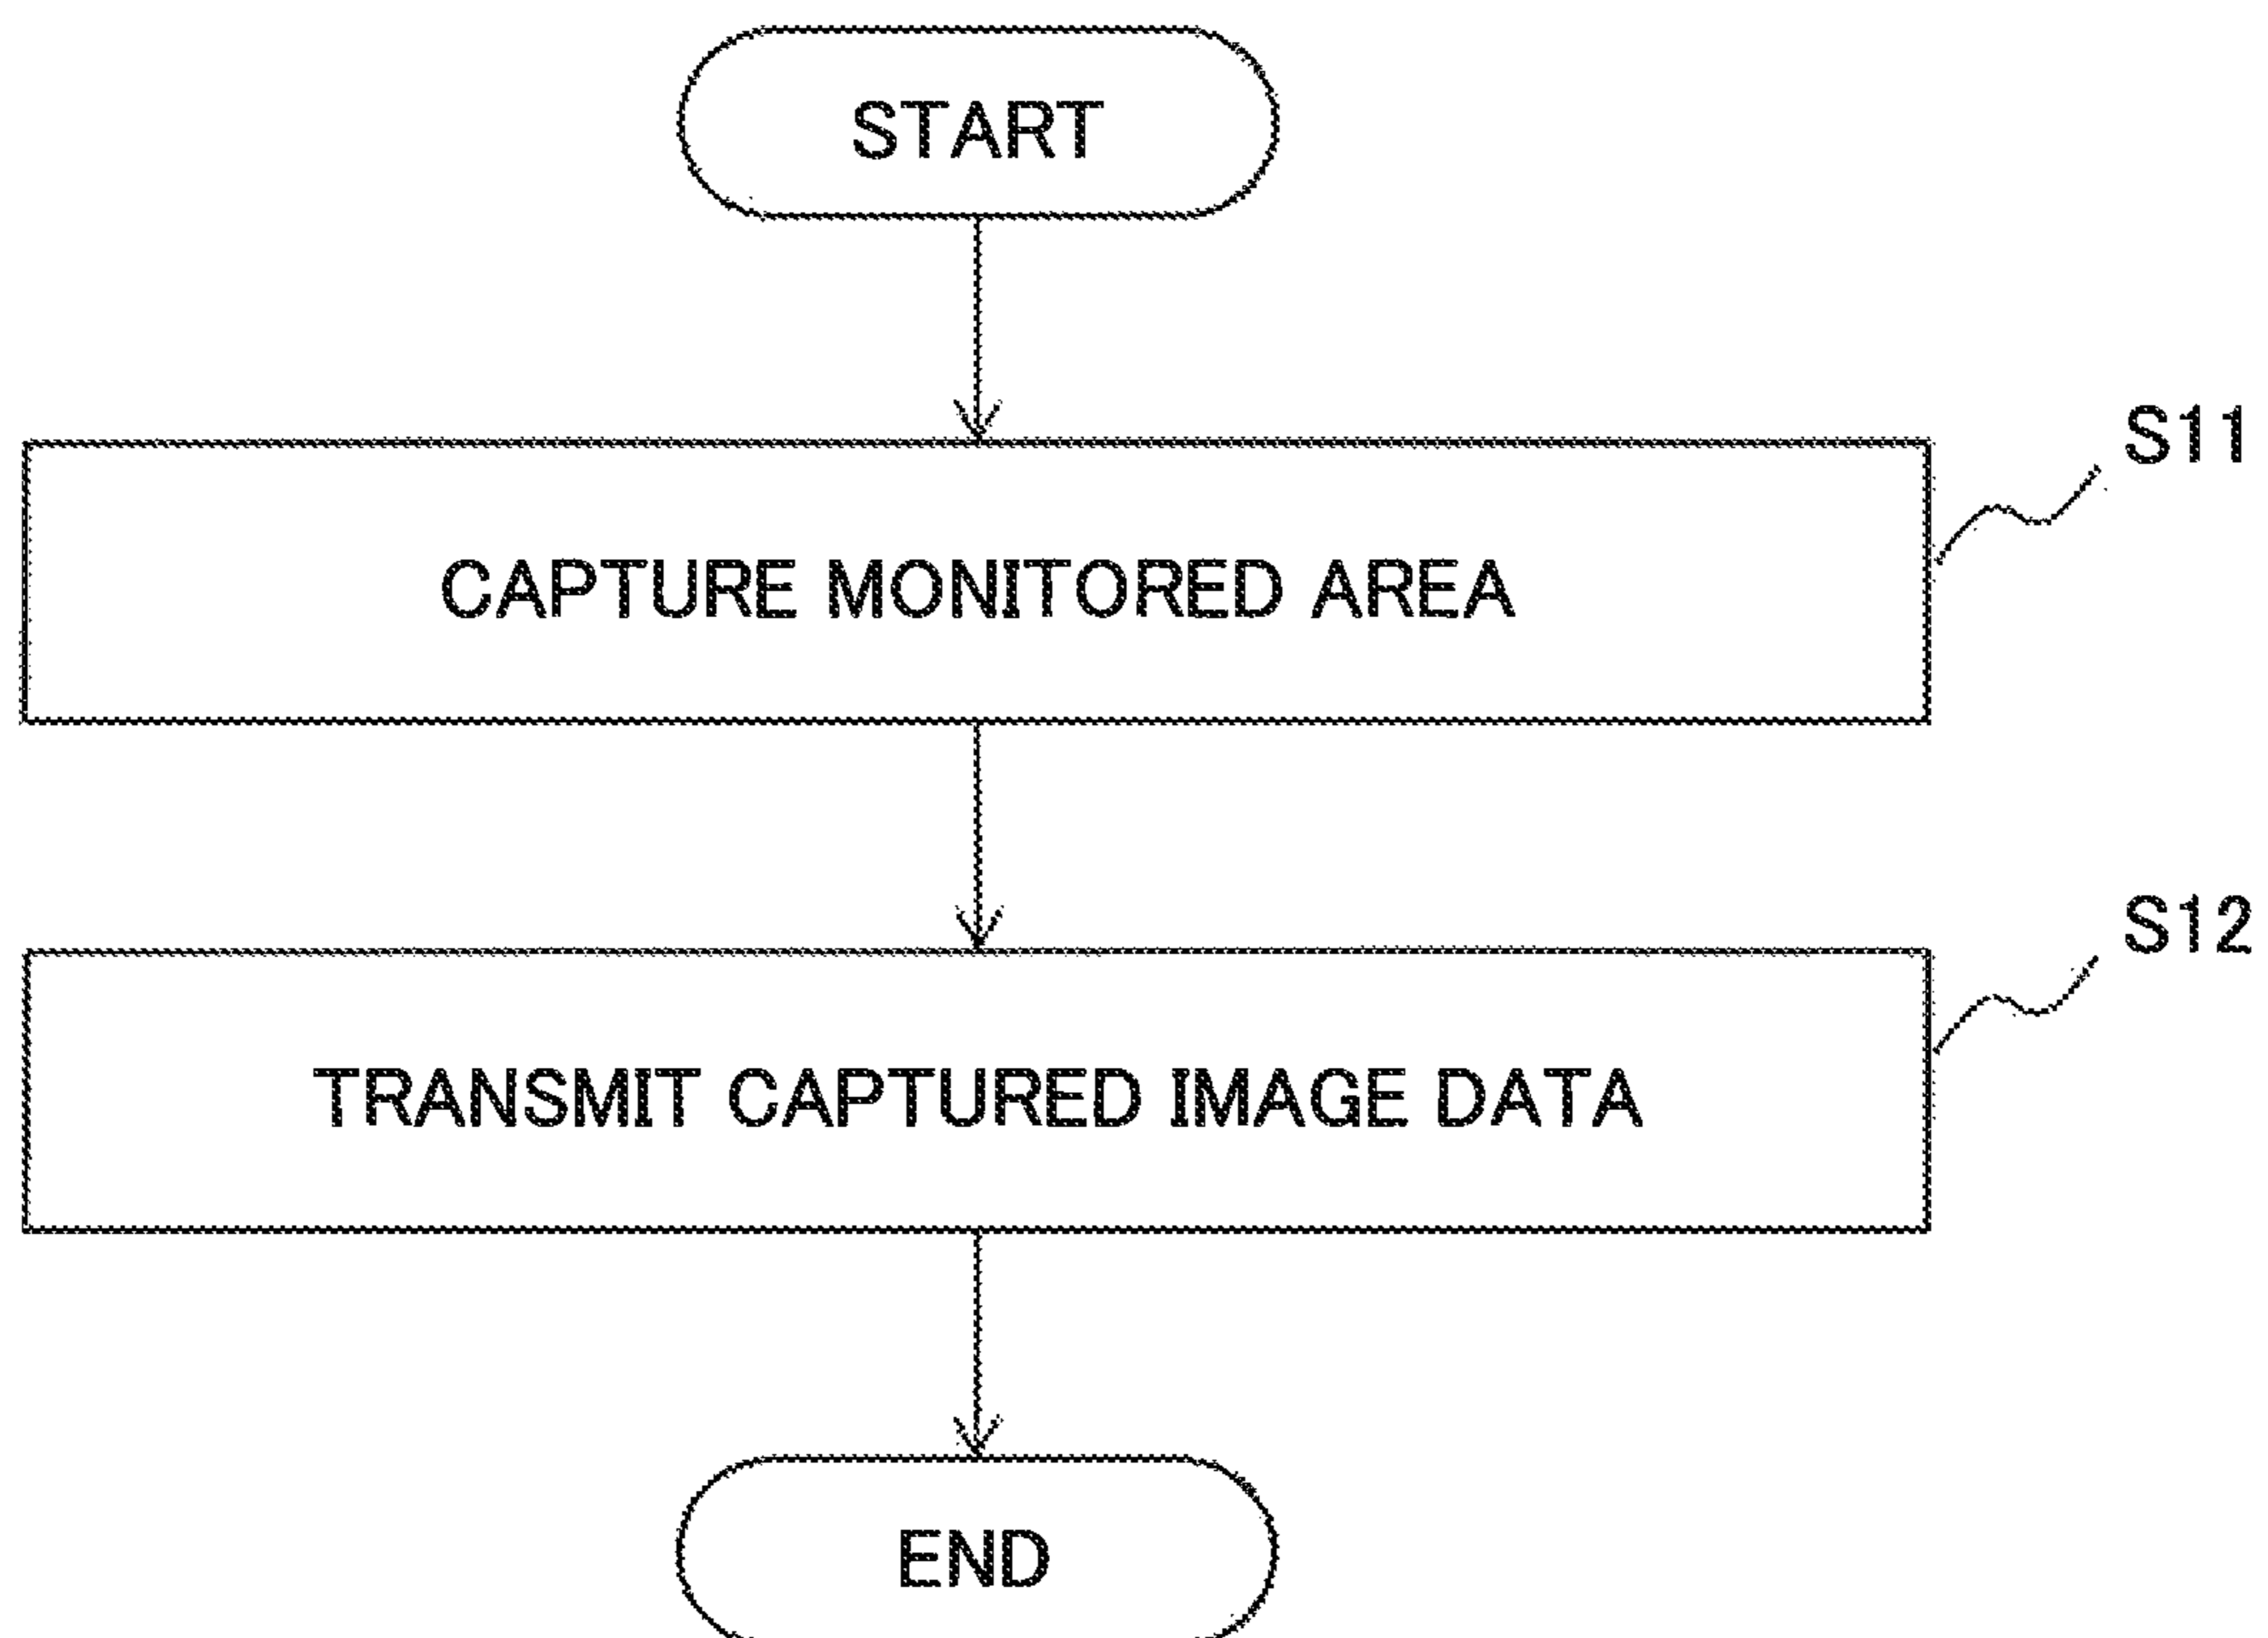 START
S11
CAPTURE MONITORED AREA
S12
TRANSMIT CAPTURED IMAGE DATA
END